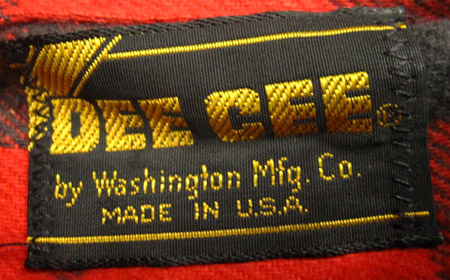 DEE CEE®
by Washington Mfg. Co.
MADE IN U.S.A.